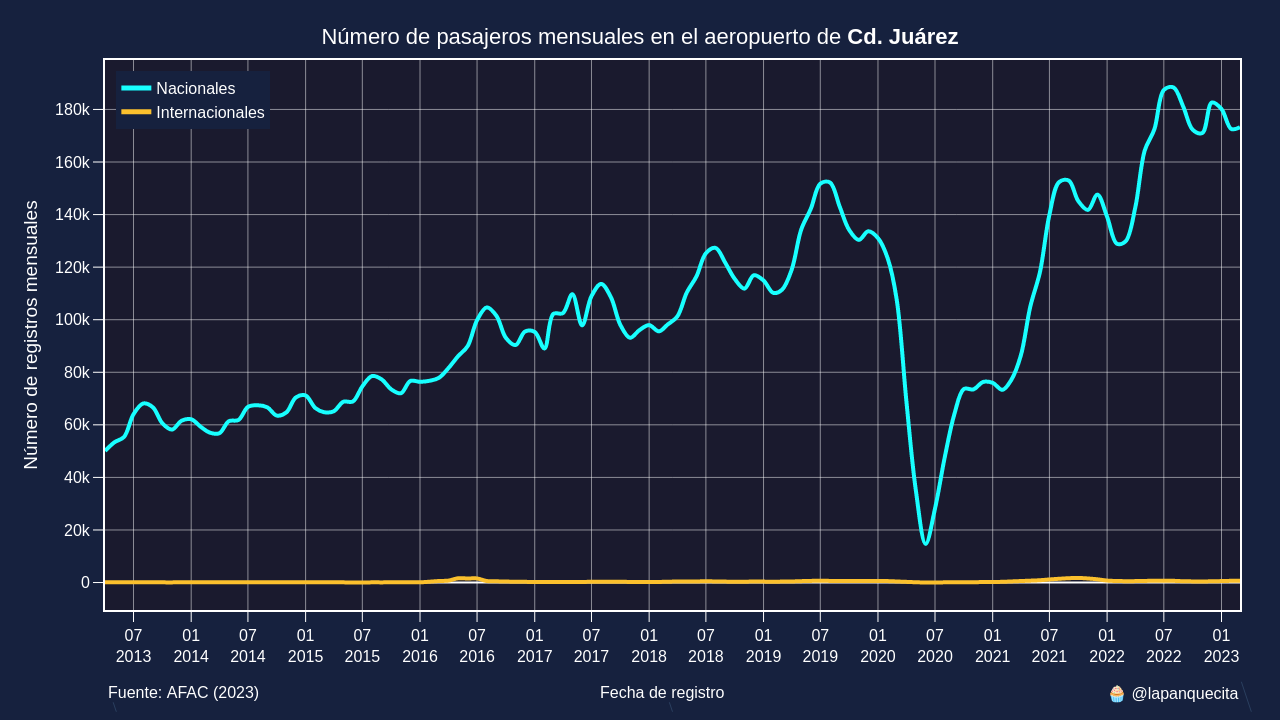 Número de pasajeros mensuales en el aeropuerto de Cd. Juárez
Nacionales
Internacionales
Número de registros mensuales
180k
160k
140k
120k
100k
80k
60k
40k
20k
0
07 01 07 01 07 01 07 01 07 01 07 01 07 01 07 01 07 01 07 01
2013 2014 2014 2015 2015 2016 2016 2017 2017 2018 2018 2019 2019 2020 2020 2021 2021 2022 2022 2023
Fuente: AFAC (2023) Fecha de registro 🧁 @lapanquecita